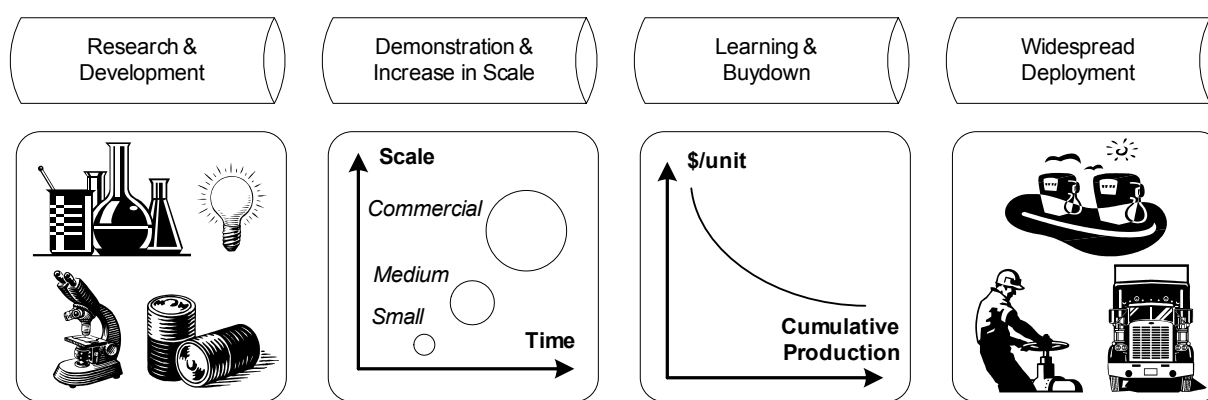 Research &
Development
Demonstration &
Increase in Scale
Learning &
Buydown
Widespread
Deployment
Scale
Commercial
Medium
Small
Time
$/unit
Cumulative
Production